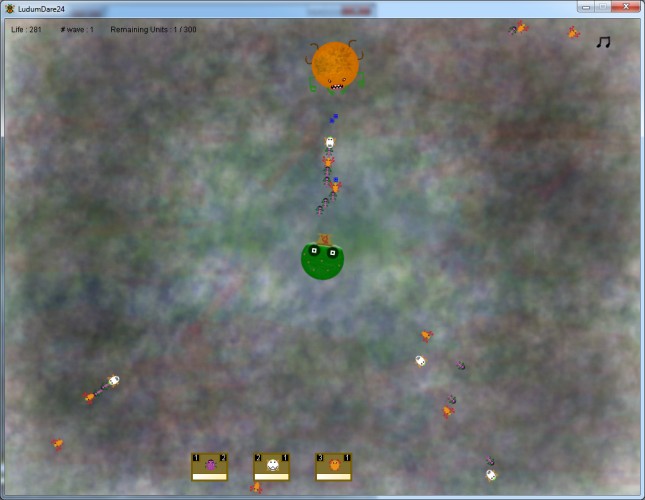 LudumDare24
Life : 281 # wave : 1 Remaining Units : 1 / 300
1 2 2 1 3 1